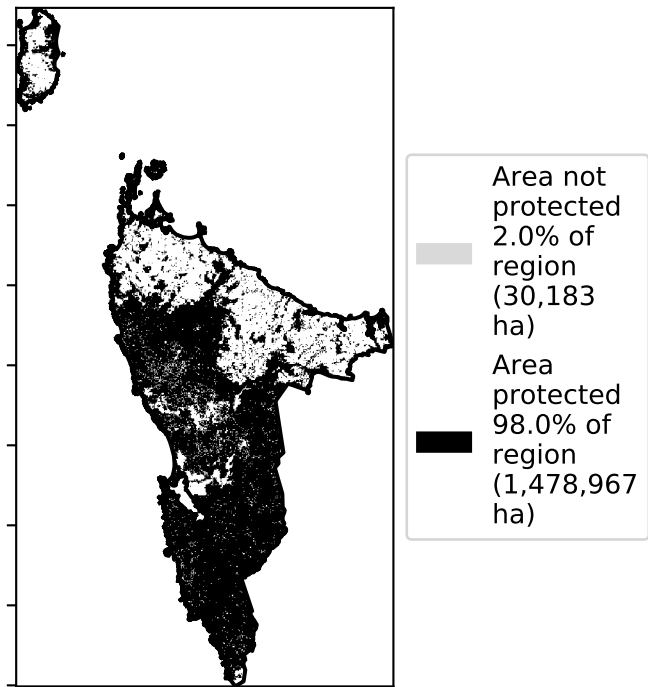 Area not
protected
2.0% of
region
(30,183
ha)
Area
protected
98.0% of
region
(1,478,967
ha)